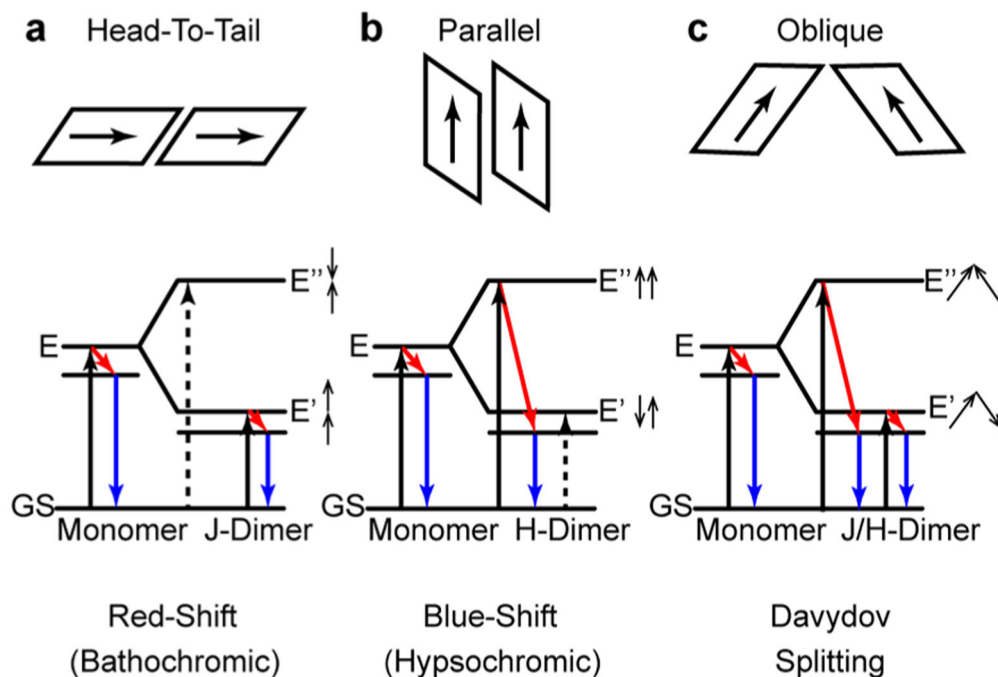 a Head-To-Tail
b Parallel
c Oblique
E''
E
E'
GS
Monomer J-Dimer
Red-Shift
(Bathochromic)
E''
E
E'
GS
Monomer H-Dimer
Blue-Shift
(Hypsochromic)
E''
E
E'
GS
Monomer J/H-Dimer
Davydov
Splitting